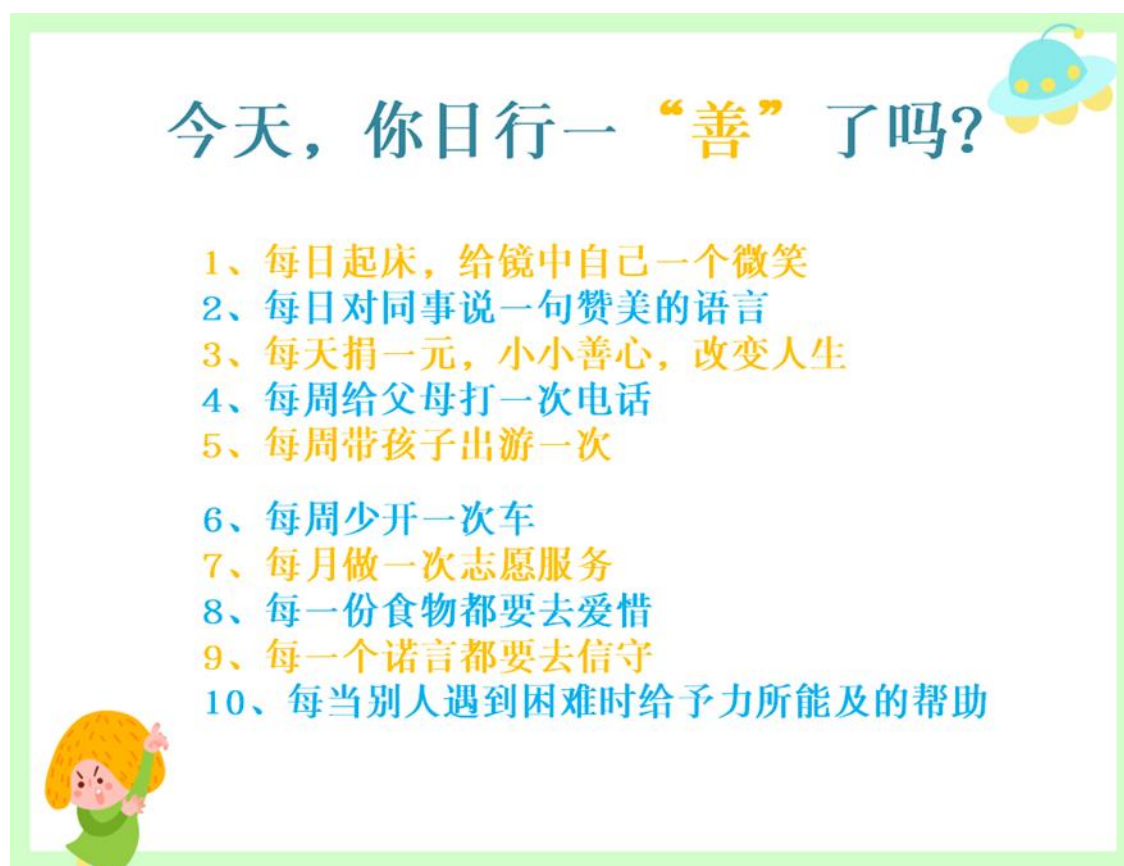 今天，你日行一“善”了吗？
1、每日起床，给镜中自己一个微笑
2、每日对同事说一句赞美的语言
3、每天捐一元，小小善心，改变人生
4、每周给父母打一次电话
5、每周带孩子出游一次
6、每周少开一次车
7、每月做一次志愿服务
8、每一份食物都要去爱惜
9、每一个诺言都要去信守
10、每当别人遇到困难时给予力所能及的帮助